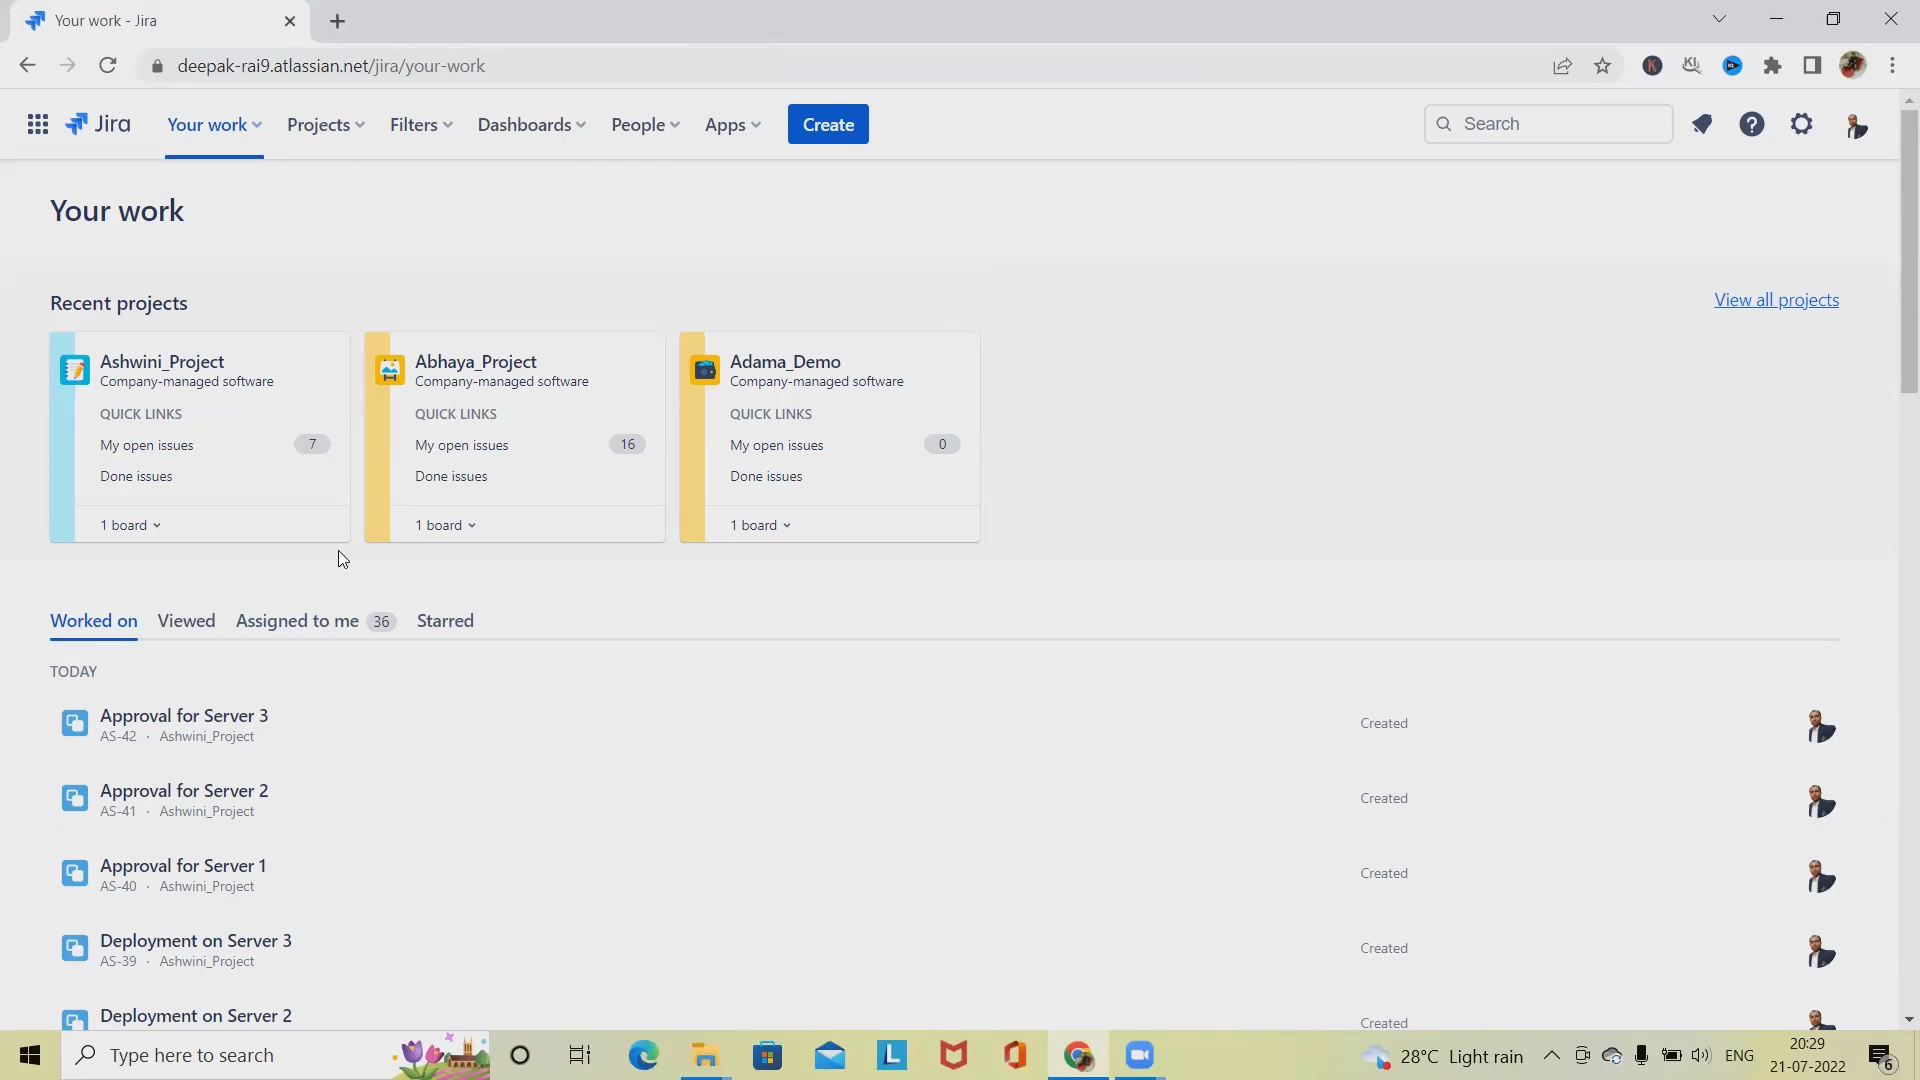 Your work - Jira
deepak-rai9.atlassian.net/jira/your-work
Jira Your work Projects Filters Dashboards People Apps Create Search
Your work
Recent projects View all projects
Ashwini_Project
Company-managed software
QUICK LINKS
My open issues 7
Done issues
1 board
Abhaya_Project
Company-managed software
QUICK LINKS
My open issues 16
Done issues
1 board
Adama_Demo
Company-managed software
QUICK LINKS
My open issues 0
Done issues
1 board
Worked on Viewed Assigned to me 36 Starred
TODAY
Approval for Server 3 Created
AS-42 · Ashwini_Project
Approval for Server 2 Created
AS-41 · Ashwini_Project
Approval for Server 1 Created
AS-40 · Ashwini_Project
Deployment on Server 3 Created
AS-39 · Ashwini_Project
Deployment on Server 2 Created
Type here to search 28°C Light rain ENG 20:29
21-07-2022 6